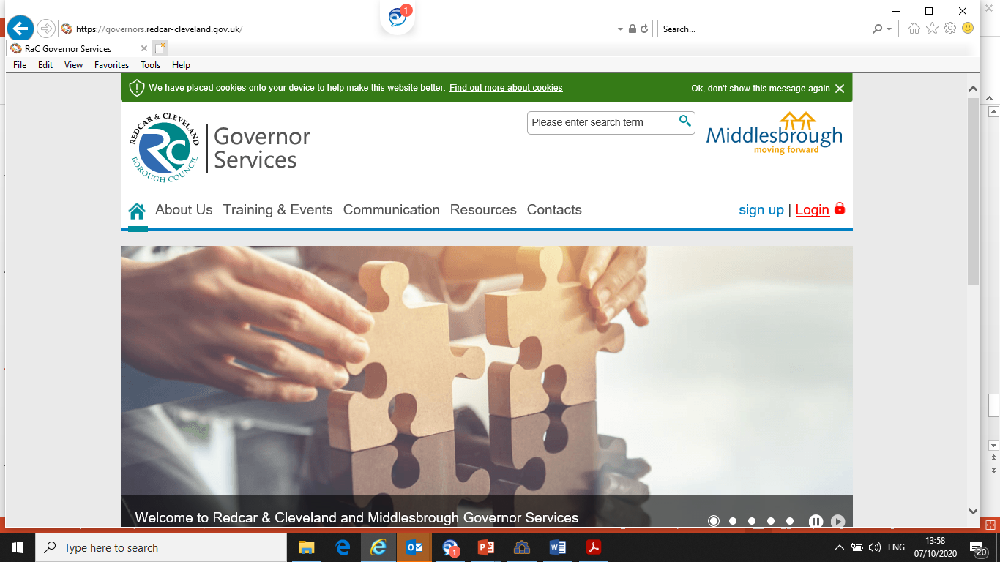 1
https://governors.redcar-cleveland.gov.uk/
Search...
RaC Governor Services
File Edit View Favorites Tools Help
We have placed cookies onto your device to help make this website better. Find out more about cookies
Ok, don't show this message again
REDCAR & CLEVELAND
BOROUGH COUNCIL
Governor
Services
Please enter search term
Middlesbrough
moving forward
About Us Training & Events Communication Resources Contacts
sign up | Login
Welcome to Redcar & Cleveland and Middlesbrough Governor Services
Type here to search
1
ENG
13:58
07/10/2020
20